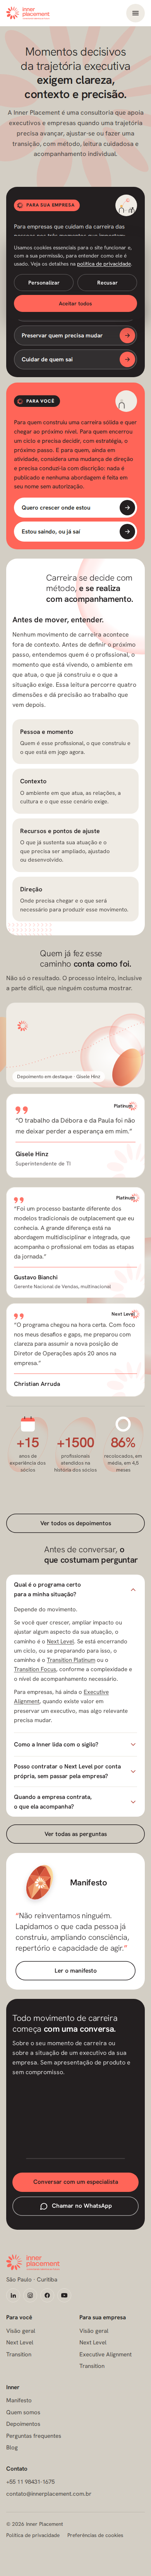 inner placement
Momentos decisivos
da trajetória executiva
exigem clareza,
contexto e precisão.
A Inner Placement é uma consultoria que apoia
executivos e empresas quando uma trajetória
precisa avançar, ajustar-se ou fazer uma
transição, com método, leitura cuidadosa e
acompanhamento individual.
PARA SUA EMPRESA
Para empresas que cuidam da carreira das
Usamos cookies essenciais para o site funcionar e,
com a sua permissão, para entender como ele é
usado. Veja os detalhes na política de privacidade.
Personalizar Recusar
Aceitar todos
Preservar quem precisa mudar
Cuidar de quem sai
PARA VOCÊ
Para quem construiu uma carreira sólida e quer
chegar ao próximo nível. Para quem encerrou
um ciclo e precisa decidir, com estratégia, o
próximo passo. E para quem, ainda em
atividade, considera uma mudança de direção
e precisa conduzi-la com discrição: nada é
publicado e nenhuma abordagem é feita em
seu nome sem autorização.
Quero crescer onde estou
Estou saindo, ou já saí
Carreira se decide com
método, e se realiza
com acompanhamento.
Antes de mover, entender.
Nenhum movimento de carreira acontece
fora de contexto. Antes de definir o próximo
passo, entendemos quem é o profissional, o
momento que está vivendo, o que a empresa
vive ali, o que já construiu e o que a
situação exige. Essa leitura percorre quatro
dimensões e dá precisão ao trabalho que
vem depois.
Pessoa e momento
Quem é esse profissional, o que construiu e
o que está em jogo agora.
Contexto
O ambiente em que atua, as relações, a
cultura e o que esse cenário exige.
Recursos e pontos de ajuste
O que já sustenta sua atuação e o
que precisa ser ampliado, ajustado
ou desenvolvido.
Direção
Onde precisa chegar e o que será
necessário para produzir esse movimento.
Quem já fez esse
caminho conta como foi.
Não só o resultado. O processo inteiro, inclusive
a parte difícil, que ninguém costuma mostrar.
Depoimento em destaque · Gisele Hinz
Platinum
“O trabalho da Débora e da Paula foi não
me deixar perder a esperança em mim.”
Gisele Hinz
Superintendente de TI
Platinum
“Foi um processo bastante diferente dos
modelos tradicionais de outplacement que eu
conhecia. A grande diferença está na
abordagem multidisciplinar e integrada, que
acompanha o profissional em todas as etapas
da jornada.”
Gustavo Bianchi
Gerente Nacional de Vendas, multinacional
Next Level
“O programa chegou na hora certa. Com foco
nos meus desafios e gaps, me preparou com
clareza para assumir a nova posição de
Diretor de Operações após 20 anos na
empresa.”
Christian Arruda
+15
anos de
experiência dos
sócios
+1500
profissionais
atendidos na
história dos sócios
86%
recolocados, em
média, em 4,5
meses
Ver todos os depoimentos
Antes de conversar, o
que costumam perguntar
Qual é o programa certo
para a minha situação?
Depende do momento.
Se você quer crescer, ampliar impacto ou
ajustar algum aspecto da sua atuação, o
caminho é o Next Level. Se está encerrando
um ciclo, ou se preparando para isso, o
caminho é o Transition Platinum ou o
Transition Focus, conforme a complexidade e
o nível de acompanhamento necessário.
Para empresas, há ainda o Executive
Alignment, quando existe valor em
preservar um executivo, mas algo relevante
precisa mudar.
Como a Inner lida com o sigilo?
Posso contratar o Next Level por conta
própria, sem passar pela empresa?
Quando a empresa contrata,
o que ela acompanha?
Ver todas as perguntas
Manifesto
“Não reinventamos ninguém.
Lapidamos o que cada pessoa já
construiu, ampliando consciência,
repertório e capacidade de agir.”
Ler o manifesto
Todo movimento de carreira
começa com uma conversa.
Sobre o seu momento de carreira ou
sobre a situação de um executivo da sua
empresa. Sem apresentação de produto e
sem compromisso.
Conversar com um especialista
Chamar no WhatsApp
inner placement
São Paulo · Curitiba
Para você
Visão geral
Next Level
Transition
Para sua empresa
Visão geral
Next Level
Executive Alignment
Transition
Inner
Manifesto
Quem somos
Depoimentos
Perguntas frequentes
Blog
Contato
+55 11 98431-1675
contato@innerplacement.com.br
© 2026 Inner Placement
Política de privacidade Preferências de cookies